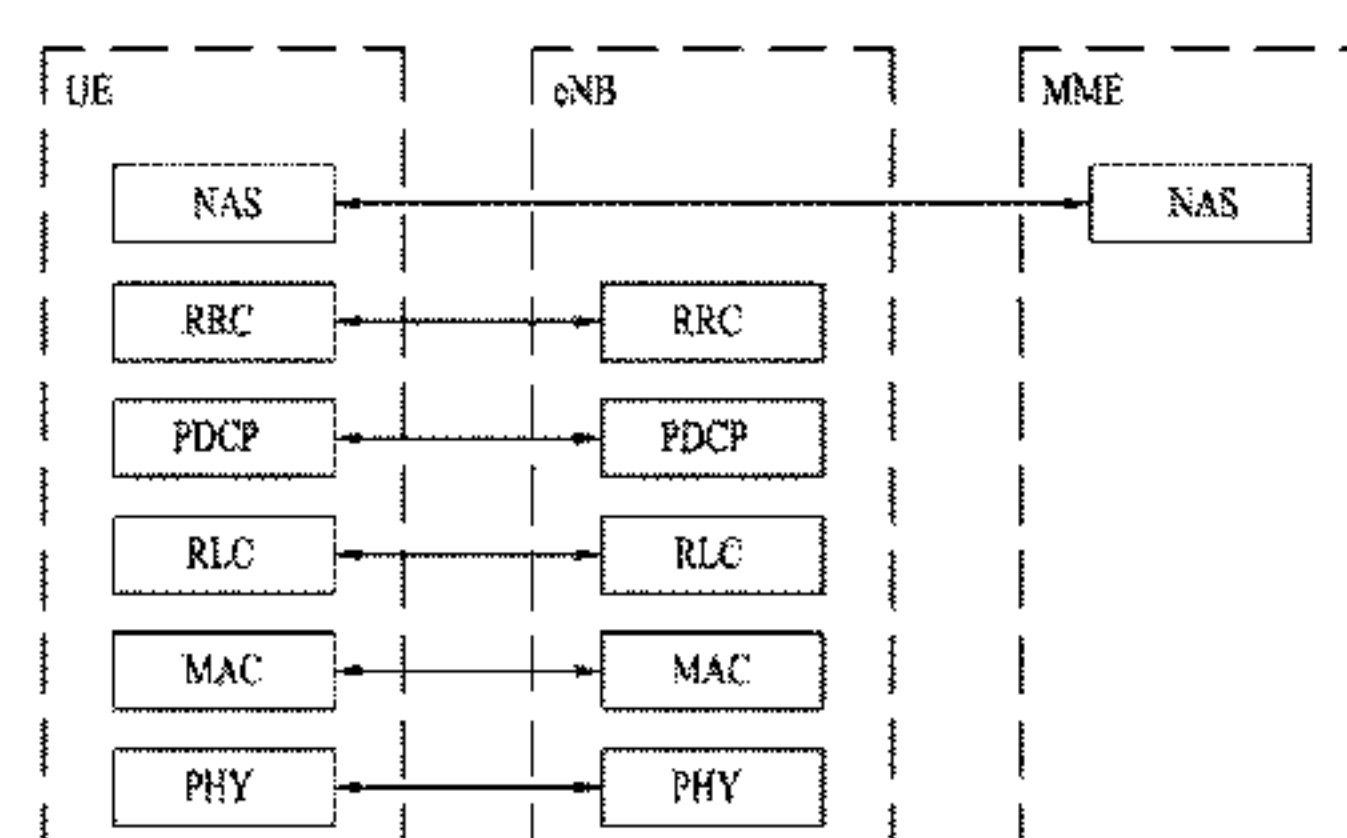 UE eNB MME
NAS NAS
RRC RRC
PDCP PDCP
RLC RLC
MAC MAC
PHY PHY